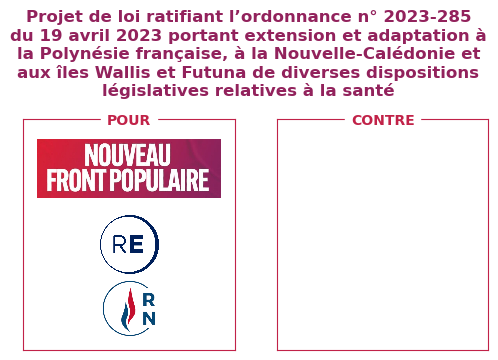 Projet de loi ratifiant l’ordonnance n° 2023-285
du 19 avril 2023 portant extension et adaptation à
la Polynésie française, à la Nouvelle-Calédonie et
aux îles Wallis et Futuna de diverses dispositions
législatives relatives à la santé
POUR
CONTRE
NOUVEAU
FRONT POPULAIRE
RE
R
N